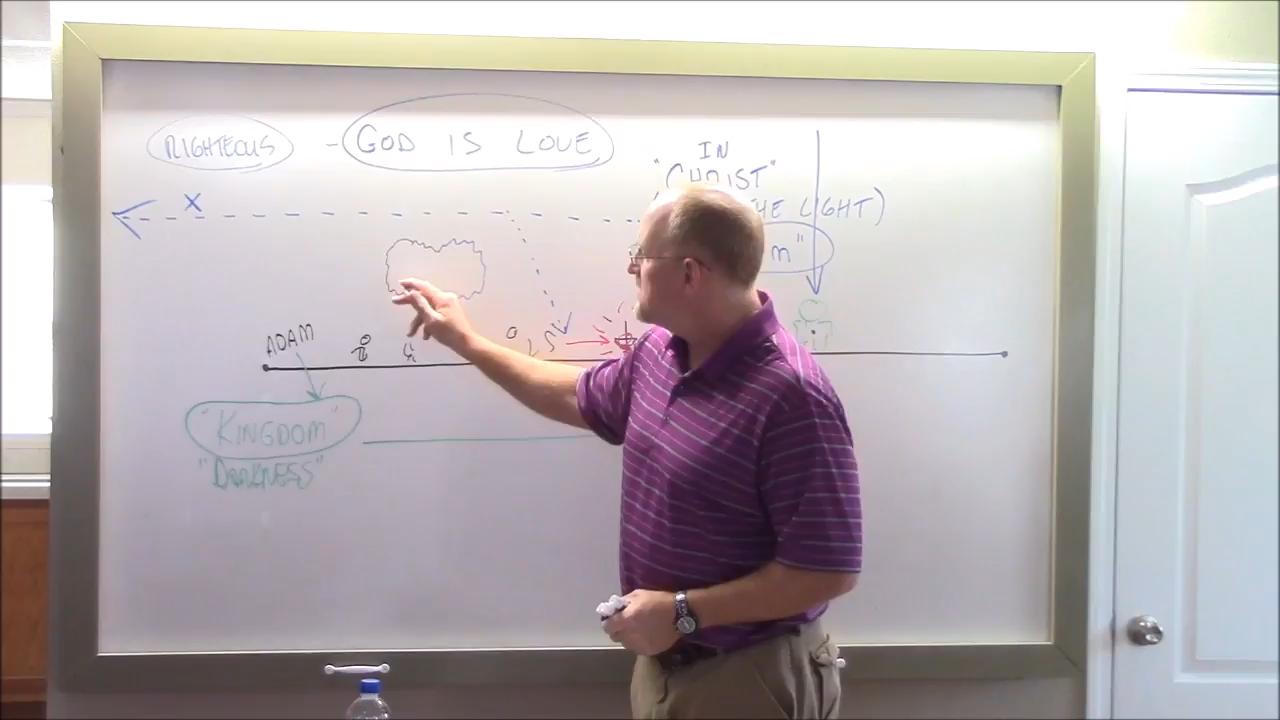 RIGHTEOUS - GOD IS LOVE
IN
"CHRIST"
HE LIGHT)
X
m"
ADAM
"KINGDOM"
"DARKNESS"